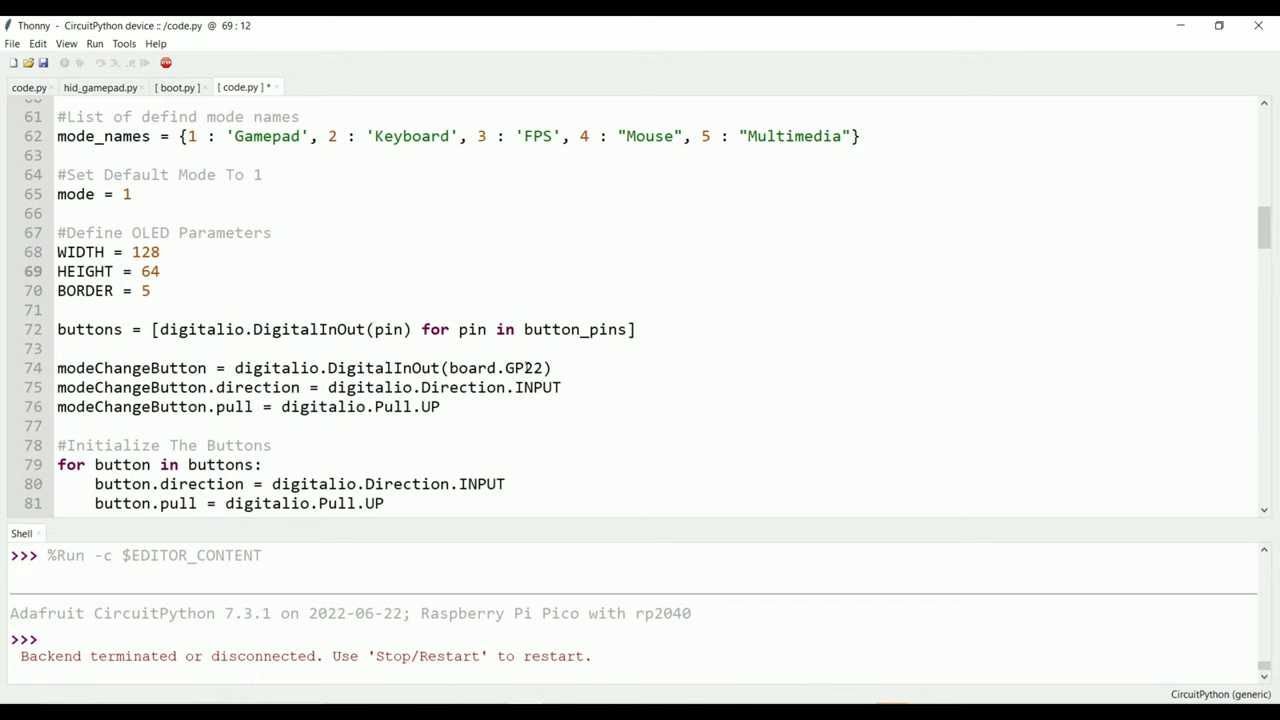 Thonny - CircuitPython device :: /code.py @ 69 : 12
File Edit View Run Tools Help
code.py hid_gamepad.py [ boot.py ] [ code.py ] *
61 #List of defind mode names
62 mode_names = {1 : 'Gamepad', 2 : 'Keyboard', 3 : 'FPS', 4 : "Mouse", 5 : "Multimedia"}
63
64 #Set Default Mode To 1
65 mode = 1
66
67 #Define OLED Parameters
68 WIDTH = 128
69 HEIGHT = 64
70 BORDER = 5
71
72 buttons = [digitalio.DigitalInOut(pin) for pin in button_pins]
73
74 modeChangeButton = digitalio.DigitalInOut(board.GP22)
75 modeChangeButton.direction = digitalio.Direction.INPUT
76 modeChangeButton.pull = digitalio.Pull.UP
77
78 #Initialize The Buttons
79 for button in buttons:
80 button.direction = digitalio.Direction.INPUT
81 button.pull = digitalio.Pull.UP
Shell
>>> %Run -c $EDITOR_CONTENT
Adafruit CircuitPython 7.3.1 on 2022-06-22; Raspberry Pi Pico with rp2040
>>>
Backend terminated or disconnected. Use 'Stop/Restart' to restart.
CircuitPython (generic)